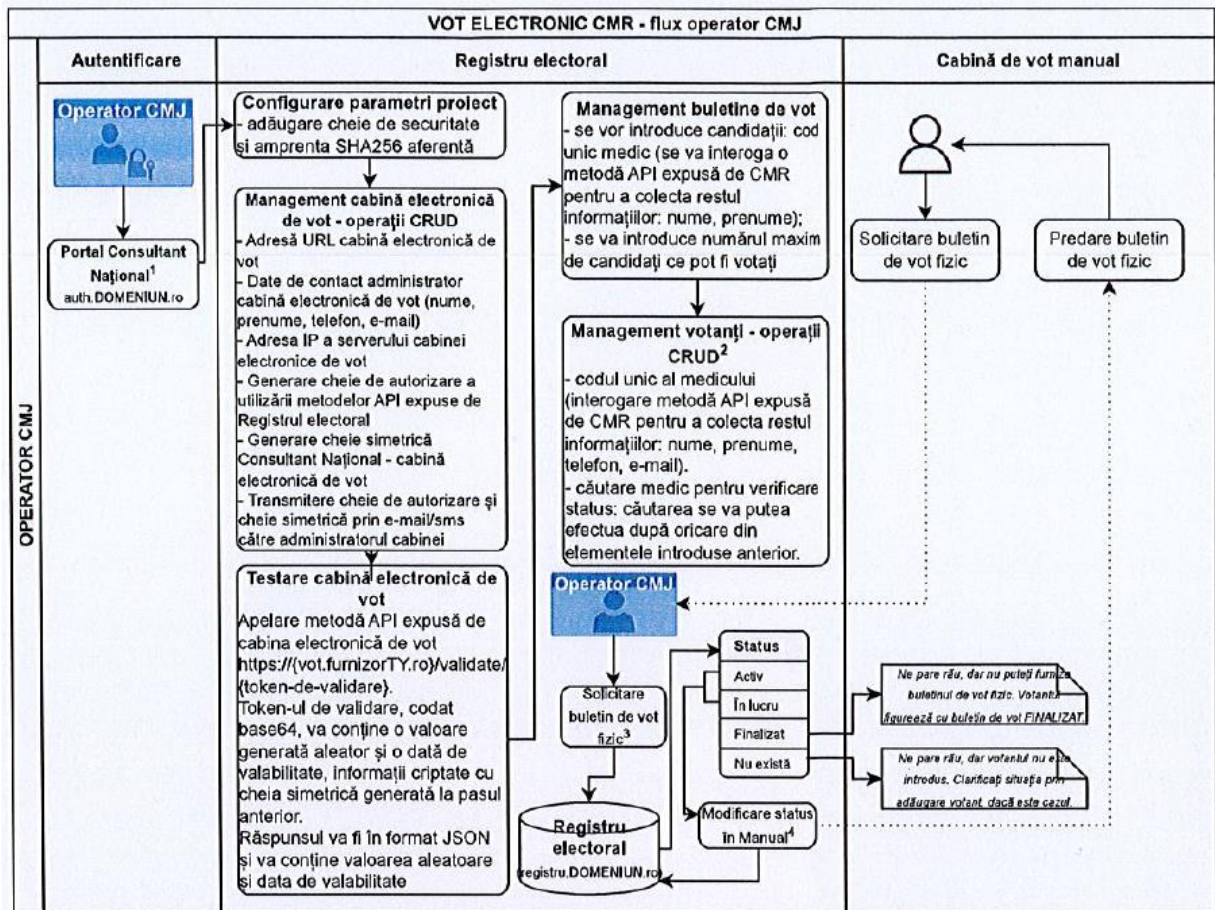 VOT ELECTRONIC CMR - flux operator CMJ
Autentificare
Registru electoral
Cabină de vot manual
OPERATOR CMJ
Operator CMJ
Portal Consultant
Național1
auth.DOMENIUN.ro
Configurare parametri proiect
- adăugare cheie de securitate
și amprenta SHA256 aferentă
Management cabină electronică
de vot - operații CRUD
- Adresă URL cabină electronică de
vot
- Date de contact administrator
cabină electronică de vot (nume,
prenume, telefon, e-mail)
- Adresa IP a serverului cabinei
electronice de vot
- Generare cheie de autorizare a
utilizării metodelor API expuse de
Registrul electoral
- Generare cheie simetrică
Consultant Național - cabină
electronică de vot
- Transmitere cheie de autorizare și
cheie simetrică prin e-mail/sms
către administratorul cabinei
Testare cabină electronică de
vot
Apelare metodă API expusă de
cabina electronică de vot
https://{vot.furnizorTY.ro}/validate/
{token-de-validare}.
Token-ul de validare, codat
base64, va conține o valoare
generată aleator și o dată de
valabilitate, informații criptate cu
cheia simetrică generată la pasul
anterior.
Răspunsul va fi în format JSON
și va conține valoarea aleatoare
și data de valabilitate
Management buletine de vot
- se vor introduce candidații: cod
unic medic (se va interoga o
metodă API expusă de CMR
pentru a colecta restul
informațiilor: nume, prenume);
- se va introduce numărul maxim
de candidați ce pot fi votați
Management votanți - operații
CRUD2
- codul unic al medicului
(interogare metodă API expusă
de CMR pentru a colecta restul
informațiilor: nume, prenume,
telefon, e-mail).
- căutare medic pentru verificare
status: căutarea se va putea
efectua după oricare din
elementele introduse anterior.
Operator CMJ
Solicitare
buletin de vot
fizic3
Registru
electoral
registru.DOMENIUN.ro
Status
Activ
În lucru
Finalizat
Nu există
Modificare status
în Manual4
Solicitare buletin
de vot fizic
Predare buletin
de vot fizic
Ne pare rău, dar nu puteți furniza
buletinul de vot fizic. Votantul
figurează cu buletin de vot FINALIZAT.
Ne pare rău, dar votantul nu este
introdus. Clarificați situația prin
adăugare votant, dacă este cazul.